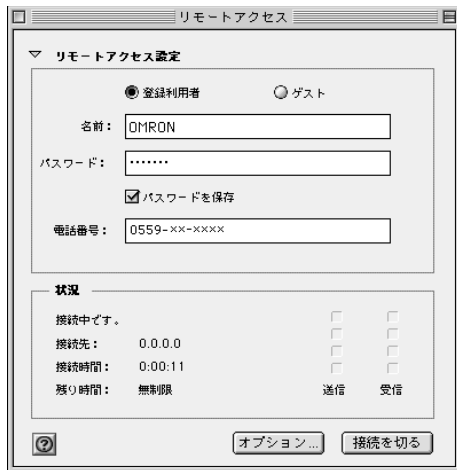 リモートアクセス
リモートアクセス設定
登録利用者 ゲスト
名前: OMRON
パスワード: •••••••
パスワードを保存
電話番号: 0559-××-××××
状況
接続中です。
接続先: 0.0.0.0
接続時間: 0:00:11
残り時間: 無制限 送信 受信
オプション... 接続を切る